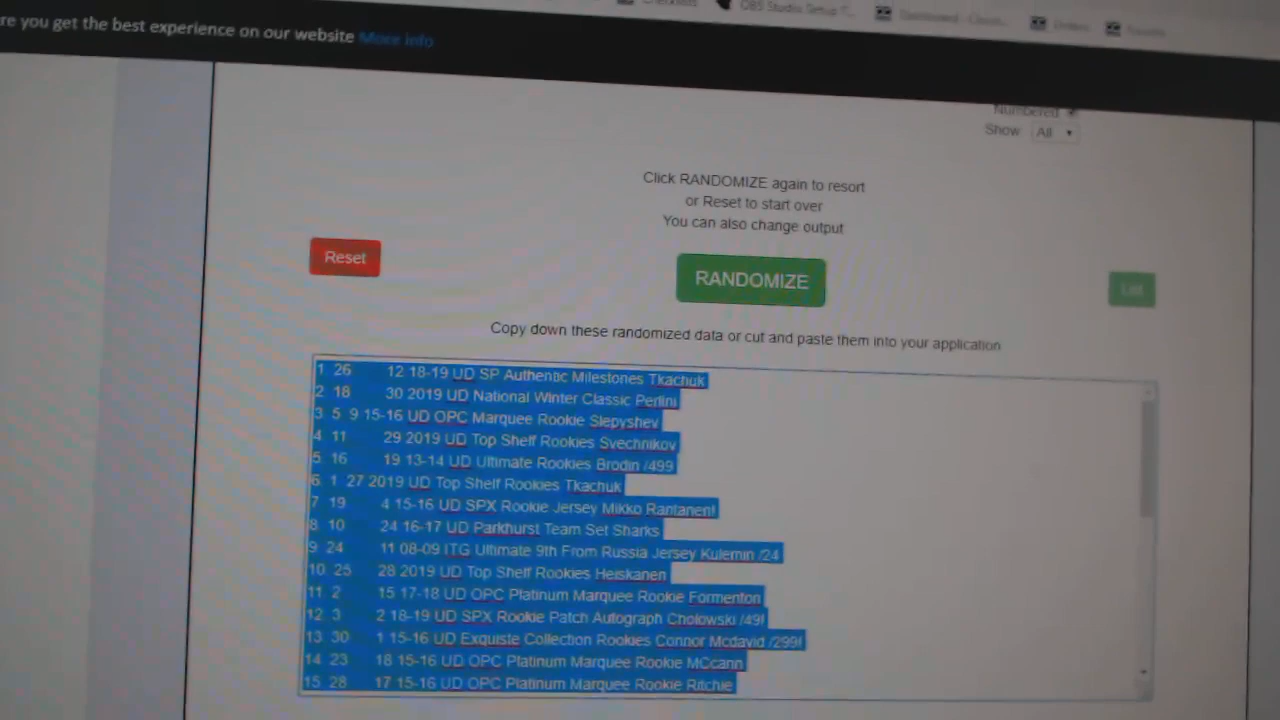 OBS Studio Setup T...
re you get the best experience on our website More info
Numbered
Show All
Click RANDOMIZE again to resort
or Reset to start over
You can also change output
Reset
RANDOMIZE
List
Copy down these randomized data or cut and paste them into your application
1 26 12 18-19 UD SP Authentic Milestones Tkachuk
2 18 30 2019 UD National Winter Classic Perlini
3 5 9 15-16 UD OPC Marquee Rookie Slepyshev
4 11 29 2019 UD Top Shelf Rookies Svechnikov
5 16 19 13-14 UD Ultimate Rookies Brodin /499
6 1 27 2019 UD Top Shelf Rookies Tkachuk
7 19 4 15-16 UD SPX Rookie Jersey Mikko Rantanen!
8 10 24 16-17 UD Parkhurst Team Set Sharks
9 24 11 08-09 ITG Ultimate 9th From Russia Jersey Kulemin /24
10 25 28 2019 UD Top Shelf Rookies Heiskanen
11 2 15 17-18 UD OPC Platinum Marquee Rookie Formenton
12 3 2 18-19 UD SPX Rookie Patch Autograph Cholowski /49!
13 30 1 15-16 UD Exquiste Collection Rookies Connor Mcdavid /299!
14 23 18 15-16 UD OPC Platinum Marquee Rookie MCcann
15 28 17 15-16 UD OPC Platinum Marquee Rookie Ritchie